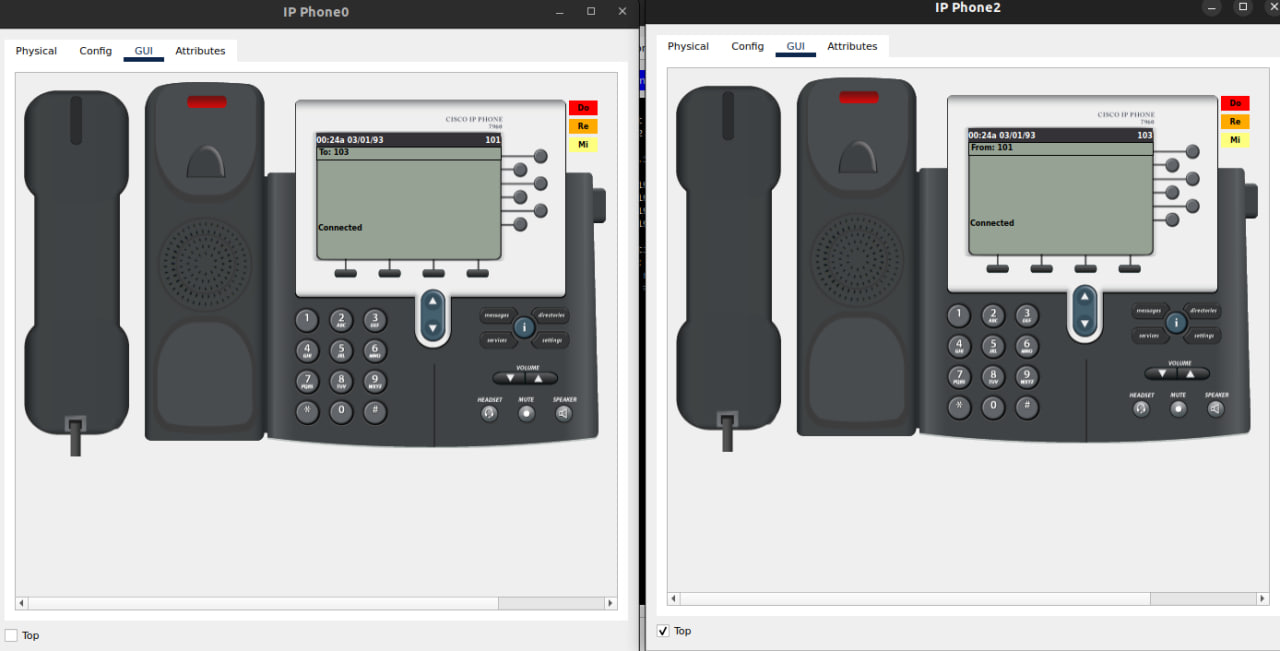 IP Phone0
Physical Config GUI Attributes
CISCO IP PHONE
7960
Do
Re
Mi
00:24a 03/01/93 101
To: 103
Connected
1 2 ABC 3 DEF
4 GHI 5 JKL 6 MNO
7 PQRS 8 TUV 9 WXYZ
* 0 #
messages directories
i
services settings
VOLUME
HEADSET MUTE SPEAKER
Top
IP Phone2
Physical Config GUI Attributes
CISCO IP PHONE
7960
Do
Re
Mi
00:24a 03/01/93 103
From: 101
Connected
1 2 ABC 3 DEF
4 GHI 5 JKL 6 MNO
7 PQRS 8 TUV 9 WXYZ
* 0 #
messages directories
i
services settings
VOLUME
HEADSET MUTE SPEAKER
Top